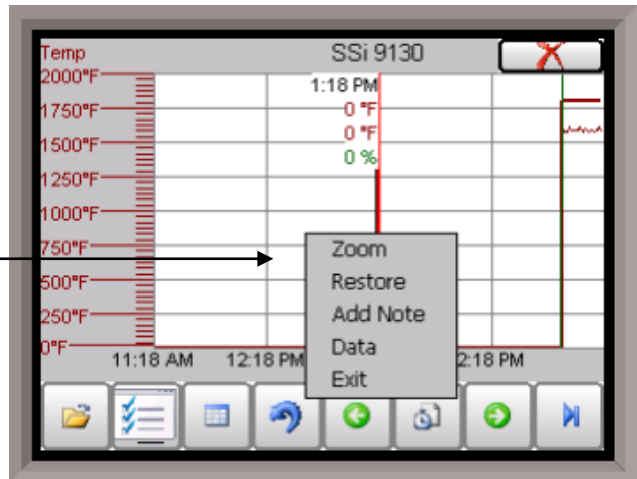 Temp SSi 9130
2000°F
1:18 PM
1750°F 0 °F
0 °F
1500°F
0 %
1250°F
1000°F
750°F
Zoom
500°F
Restore
250°F
Add Note
0°F
Data
11:18 AM 12:18 PM 2:18 PM
Exit